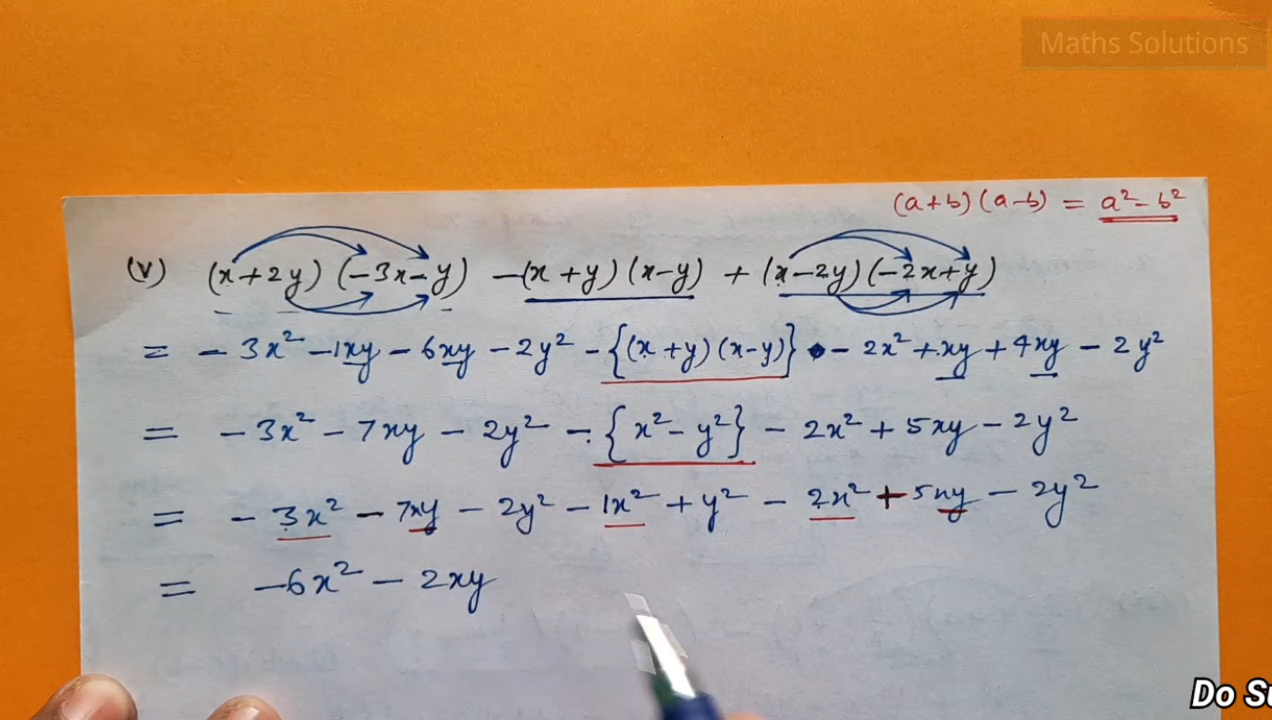 Maths Solutions
(a+b)(a-b) = a² - b²
(v) (x+2y)(-3x-y) -(x+y)(x-y) + (x-2y)(-2x+y)
= -3x² -1xy -6xy -2y² -{(x+y)(x-y)} -2x² +xy +4xy -2y²
= -3x² -7xy -2y² -{x²-y²} -2x² +5xy -2y²
= -3x² -7xy -2y² -1x² +y² -2x² +5xy -2y²
= -6x² -2xy
Do